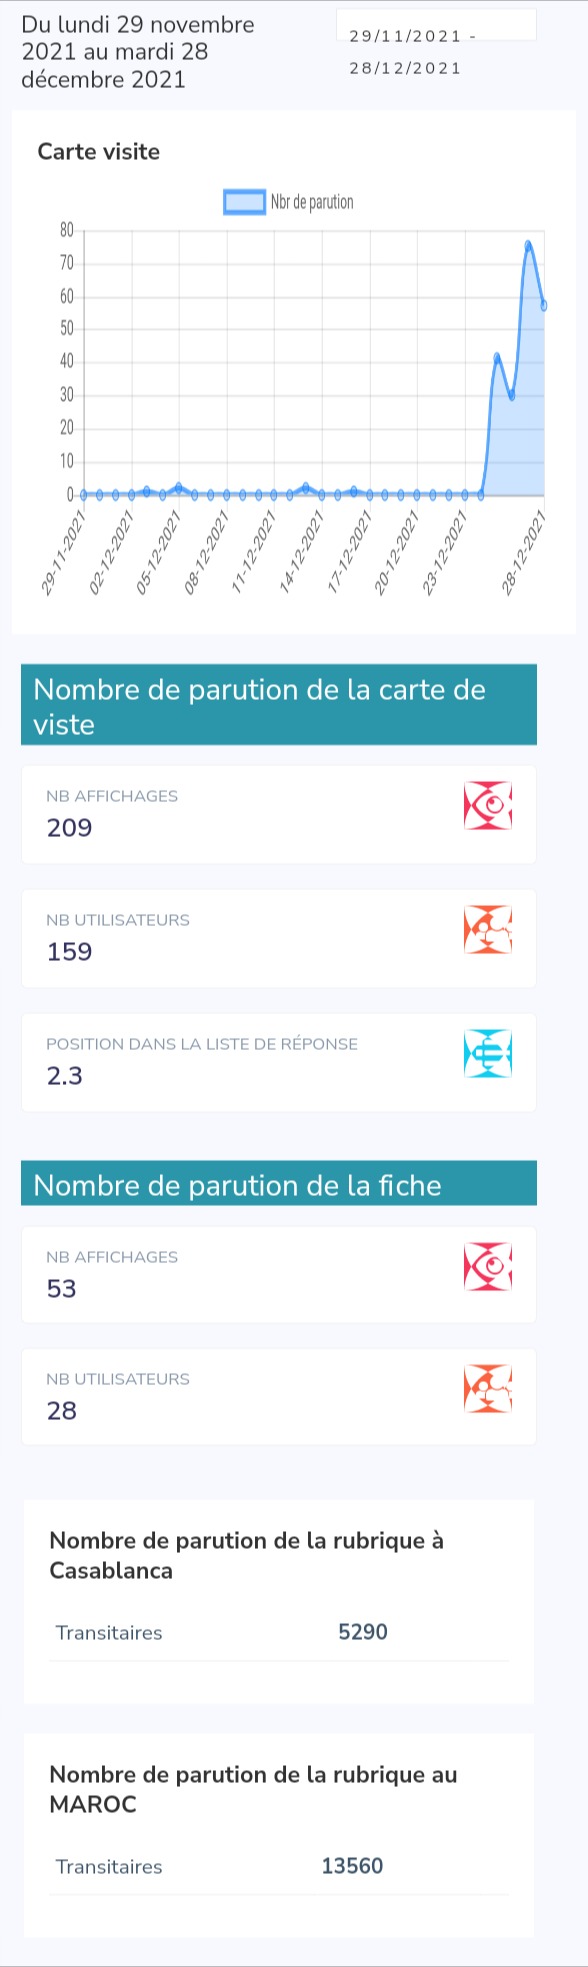 Du lundi 29 novembre
2021 au mardi 28
décembre 2021
29/11/2021 -
28/12/2021
Carte visite
Nbr de parution
80
70
60
50
40
30
20
10
0
29-11-2021
02-12-2021
05-12-2021
08-12-2021
11-12-2021
14-12-2021
17-12-2021
20-12-2021
23-12-2021
28-12-2021
Nombre de parution de la carte de
viste
NB AFFICHAGES
209
NB UTILISATEURS
159
POSITION DANS LA LISTE DE RÉPONSE
2.3
Nombre de parution de la fiche
NB AFFICHAGES
53
NB UTILISATEURS
28
Nombre de parution de la rubrique à
Casablanca
Transitaires 5290
Nombre de parution de la rubrique au
MAROC
Transitaires 13560